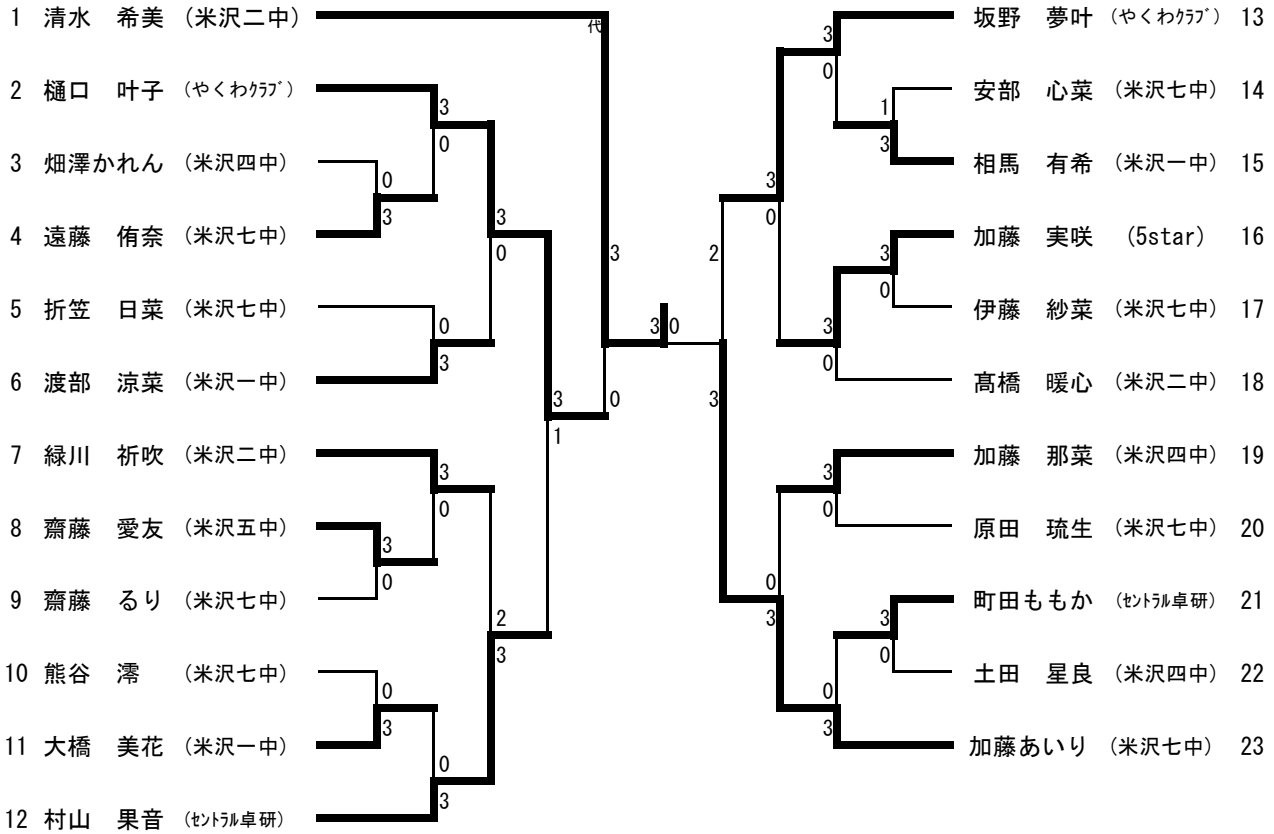 1 清水　希美 (米沢二中)
代
2 樋口　叶子 (やくわｸﾗﾌﾞ)
3
0
3 畑澤かれん (米沢四中)
0
3
4 遠藤　侑奈 (米沢七中)
3
0
5 折笠　日菜 (米沢七中)
0
3
6 渡部　涼菜 (米沢一中)
3
1
7 緑川　祈吹 (米沢二中)
3
0
8 齋藤　愛友 (米沢五中)
3
0
9 齋藤　るり (米沢七中)
2
3
10 熊谷　澪 (米沢七中)
0
3
11 大橋　美花 (米沢一中)
0
3
12 村山　果音 (ｾﾝﾄﾗﾙ卓研)
3
0
3 0
2
3
坂野　夢叶 (やくわｸﾗﾌﾞ) 13
3
0
安部　心菜 (米沢七中) 14
1
3
相馬　有希 (米沢一中) 15
3
0
加藤　実咲 (5star) 16
3
0
伊藤　紗菜 (米沢七中) 17
3
0
髙橋　暖心 (米沢二中) 18
加藤　那菜 (米沢四中) 19
3
0
原田　琉生 (米沢七中) 20
0
3
町田ももか (ｾﾝﾄﾗﾙ卓研) 21
3
0
土田　星良 (米沢四中) 22
0
3
加藤あいり (米沢七中) 23